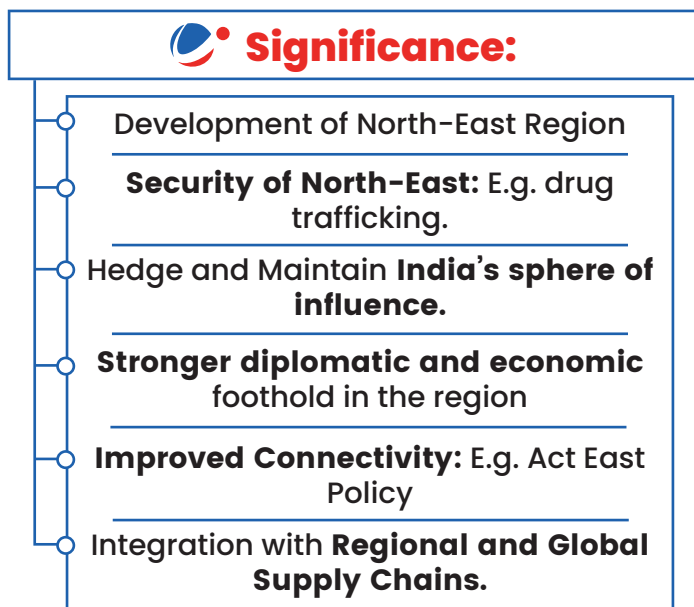 Significance:
Development of North-East Region
Security of North-East: E.g. drug
trafficking.
Hedge and Maintain India's sphere of
influence.
Stronger diplomatic and economic
foothold in the region
Improved Connectivity: E.g. Act East
Policy
Integration with Regional and Global
Supply Chains.